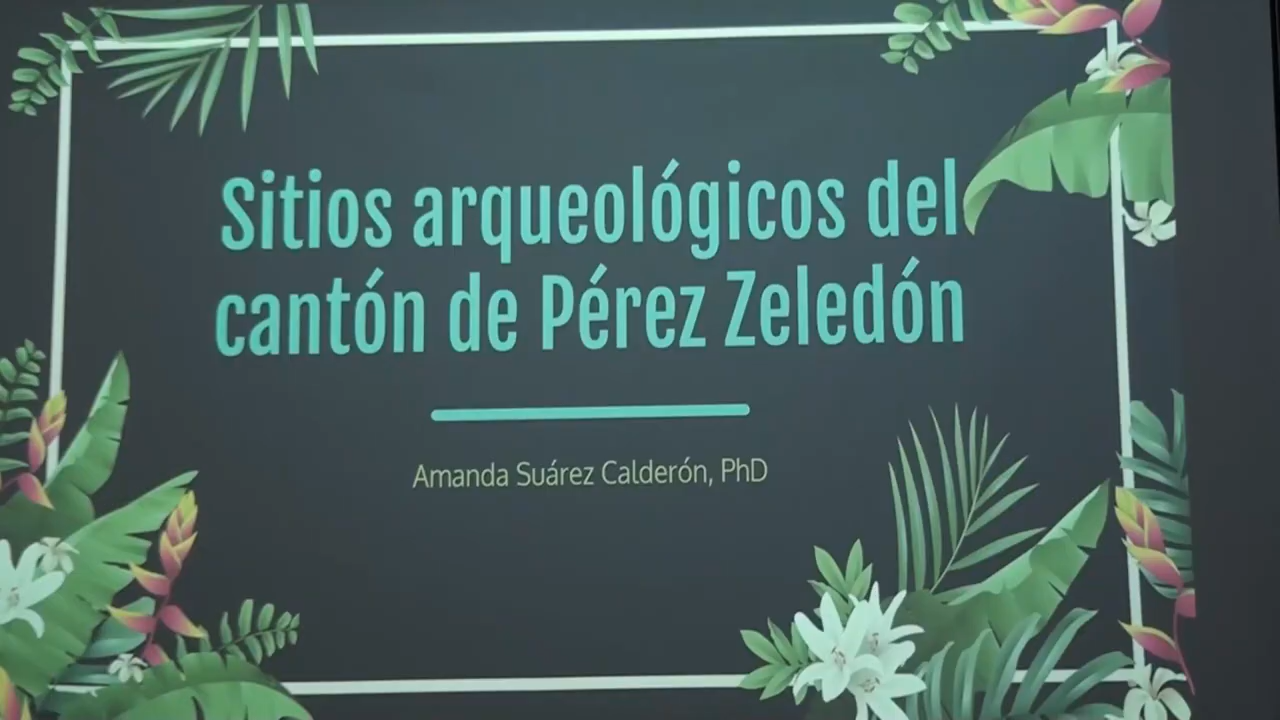 Sitios arqueológicos del
cantón de Pérez Zeledón
Amanda Suárez Calderón, PhD